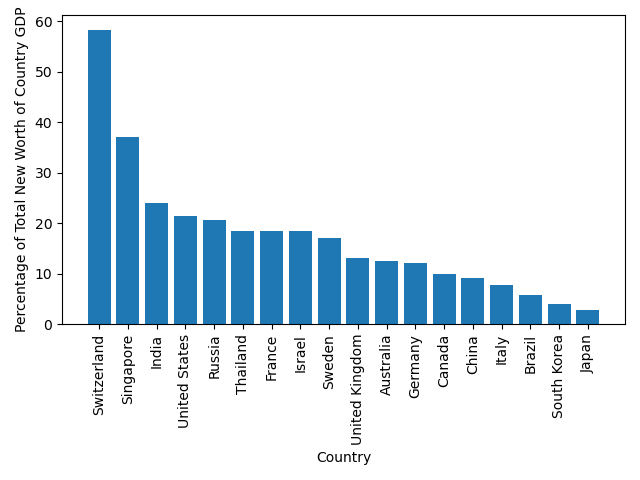 Percentage of Total New Worth of Country GDP
60
50
40
30
20
10
0
Switzerland
Singapore
India
United States
Russia
Thailand
France
Israel
Sweden
United Kingdom
Australia
Germany
Canada
China
Italy
Brazil
South Korea
Japan
Country